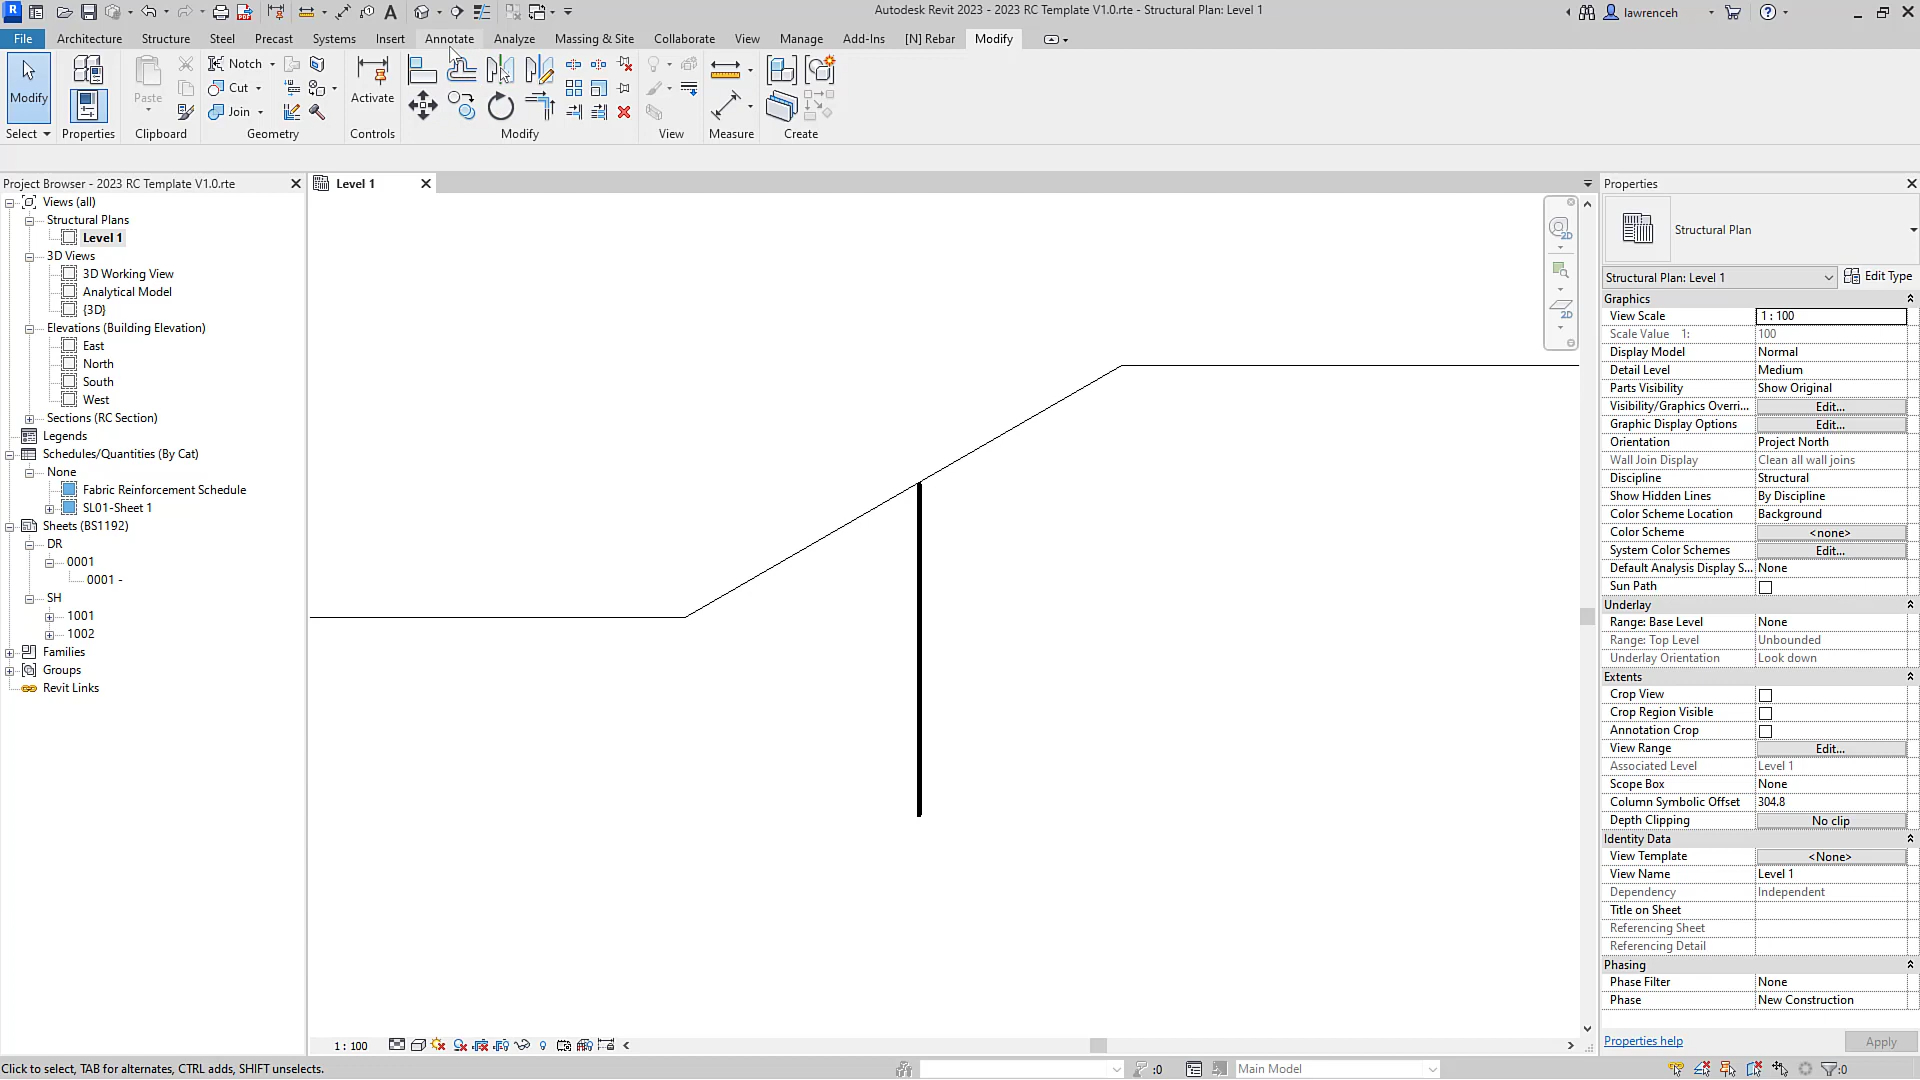 Autodesk Revit 2023 - 2023 RC Template V1.0.rte - Structural Plan: Level 1
lawrenceh
File Architecture Structure Steel Precast Systems Insert Annotate Analyze Massing & Site Collaborate View Manage Add-Ins [N] Rebar Modify
Modify Paste Notch Cut Join Activate
Select Properties Clipboard Geometry Controls Modify View Measure Create
Project Browser - 2023 RC Template V1.0.rte
Views (all)
Structural Plans
Level 1
3D Views
3D Working View
Analytical Model
{3D}
Elevations (Building Elevation)
East
North
South
West
Sections (RC Section)
Legends
Schedules/Quantities (By Cat)
None
Fabric Reinforcement Schedule
SL01-Sheet 1
Sheets (BS1192)
DR
0001
0001 -
SH
1001
1002
Families
Groups
Revit Links
Level 1
2D
2D
Properties
Structural Plan
Structural Plan: Level 1 Edit Type
Graphics
View Scale 1 : 100
Scale Value 1: 100
Display Model Normal
Detail Level Medium
Parts Visibility Show Original
Visibility/Graphics Overri... Edit...
Graphic Display Options Edit...
Orientation Project North
Wall Join Display Clean all wall joins
Discipline Structural
Show Hidden Lines By Discipline
Color Scheme Location Background
Color Scheme <none>
System Color Schemes Edit...
Default Analysis Display S... None
Sun Path
Underlay
Range: Base Level None
Range: Top Level Unbounded
Underlay Orientation Look down
Extents
Crop View
Crop Region Visible
Annotation Crop
View Range Edit...
Associated Level Level 1
Scope Box None
Column Symbolic Offset 304.8
Depth Clipping No clip
Identity Data
View Template <None>
View Name Level 1
Dependency Independent
Title on Sheet
Referencing Sheet
Referencing Detail
Phasing
Phase Filter None
Phase New Construction
Properties help Apply
1 : 100
Click to select, TAB for alternates, CTRL adds, SHIFT unselects.
:0 Main Model :0